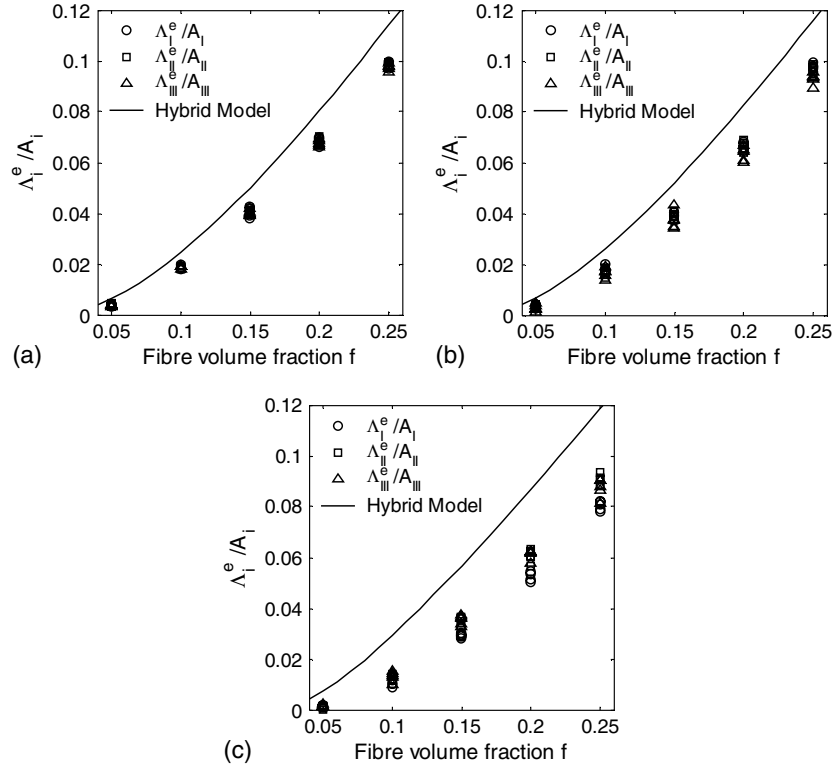 0.12
0.1
0.08
0.06
0.04
0.02
0
Λ_i^e /A_i
Λ_I^e /A_I
Λ_II^e /A_II
Λ_III^e /A_III
Hybrid Model
0.05 0.1 0.15 0.2 0.25
(a) Fibre volume fraction f
0.12
0.1
0.08
0.06
0.04
0.02
0
Λ_i^e /A_i
Λ_I^e /A_I
Λ_II^e /A_II
Λ_III^e /A_III
Hybrid Model
0.05 0.1 0.15 0.2 0.25
(b) Fibre volume fraction f
0.12
0.1
0.08
0.06
0.04
0.02
0
Λ_i^e /A_i
Λ_I^e /A_I
Λ_II^e /A_II
Λ_III^e /A_III
Hybrid Model
0.05 0.1 0.15 0.2 0.25
(c) Fibre volume fraction f